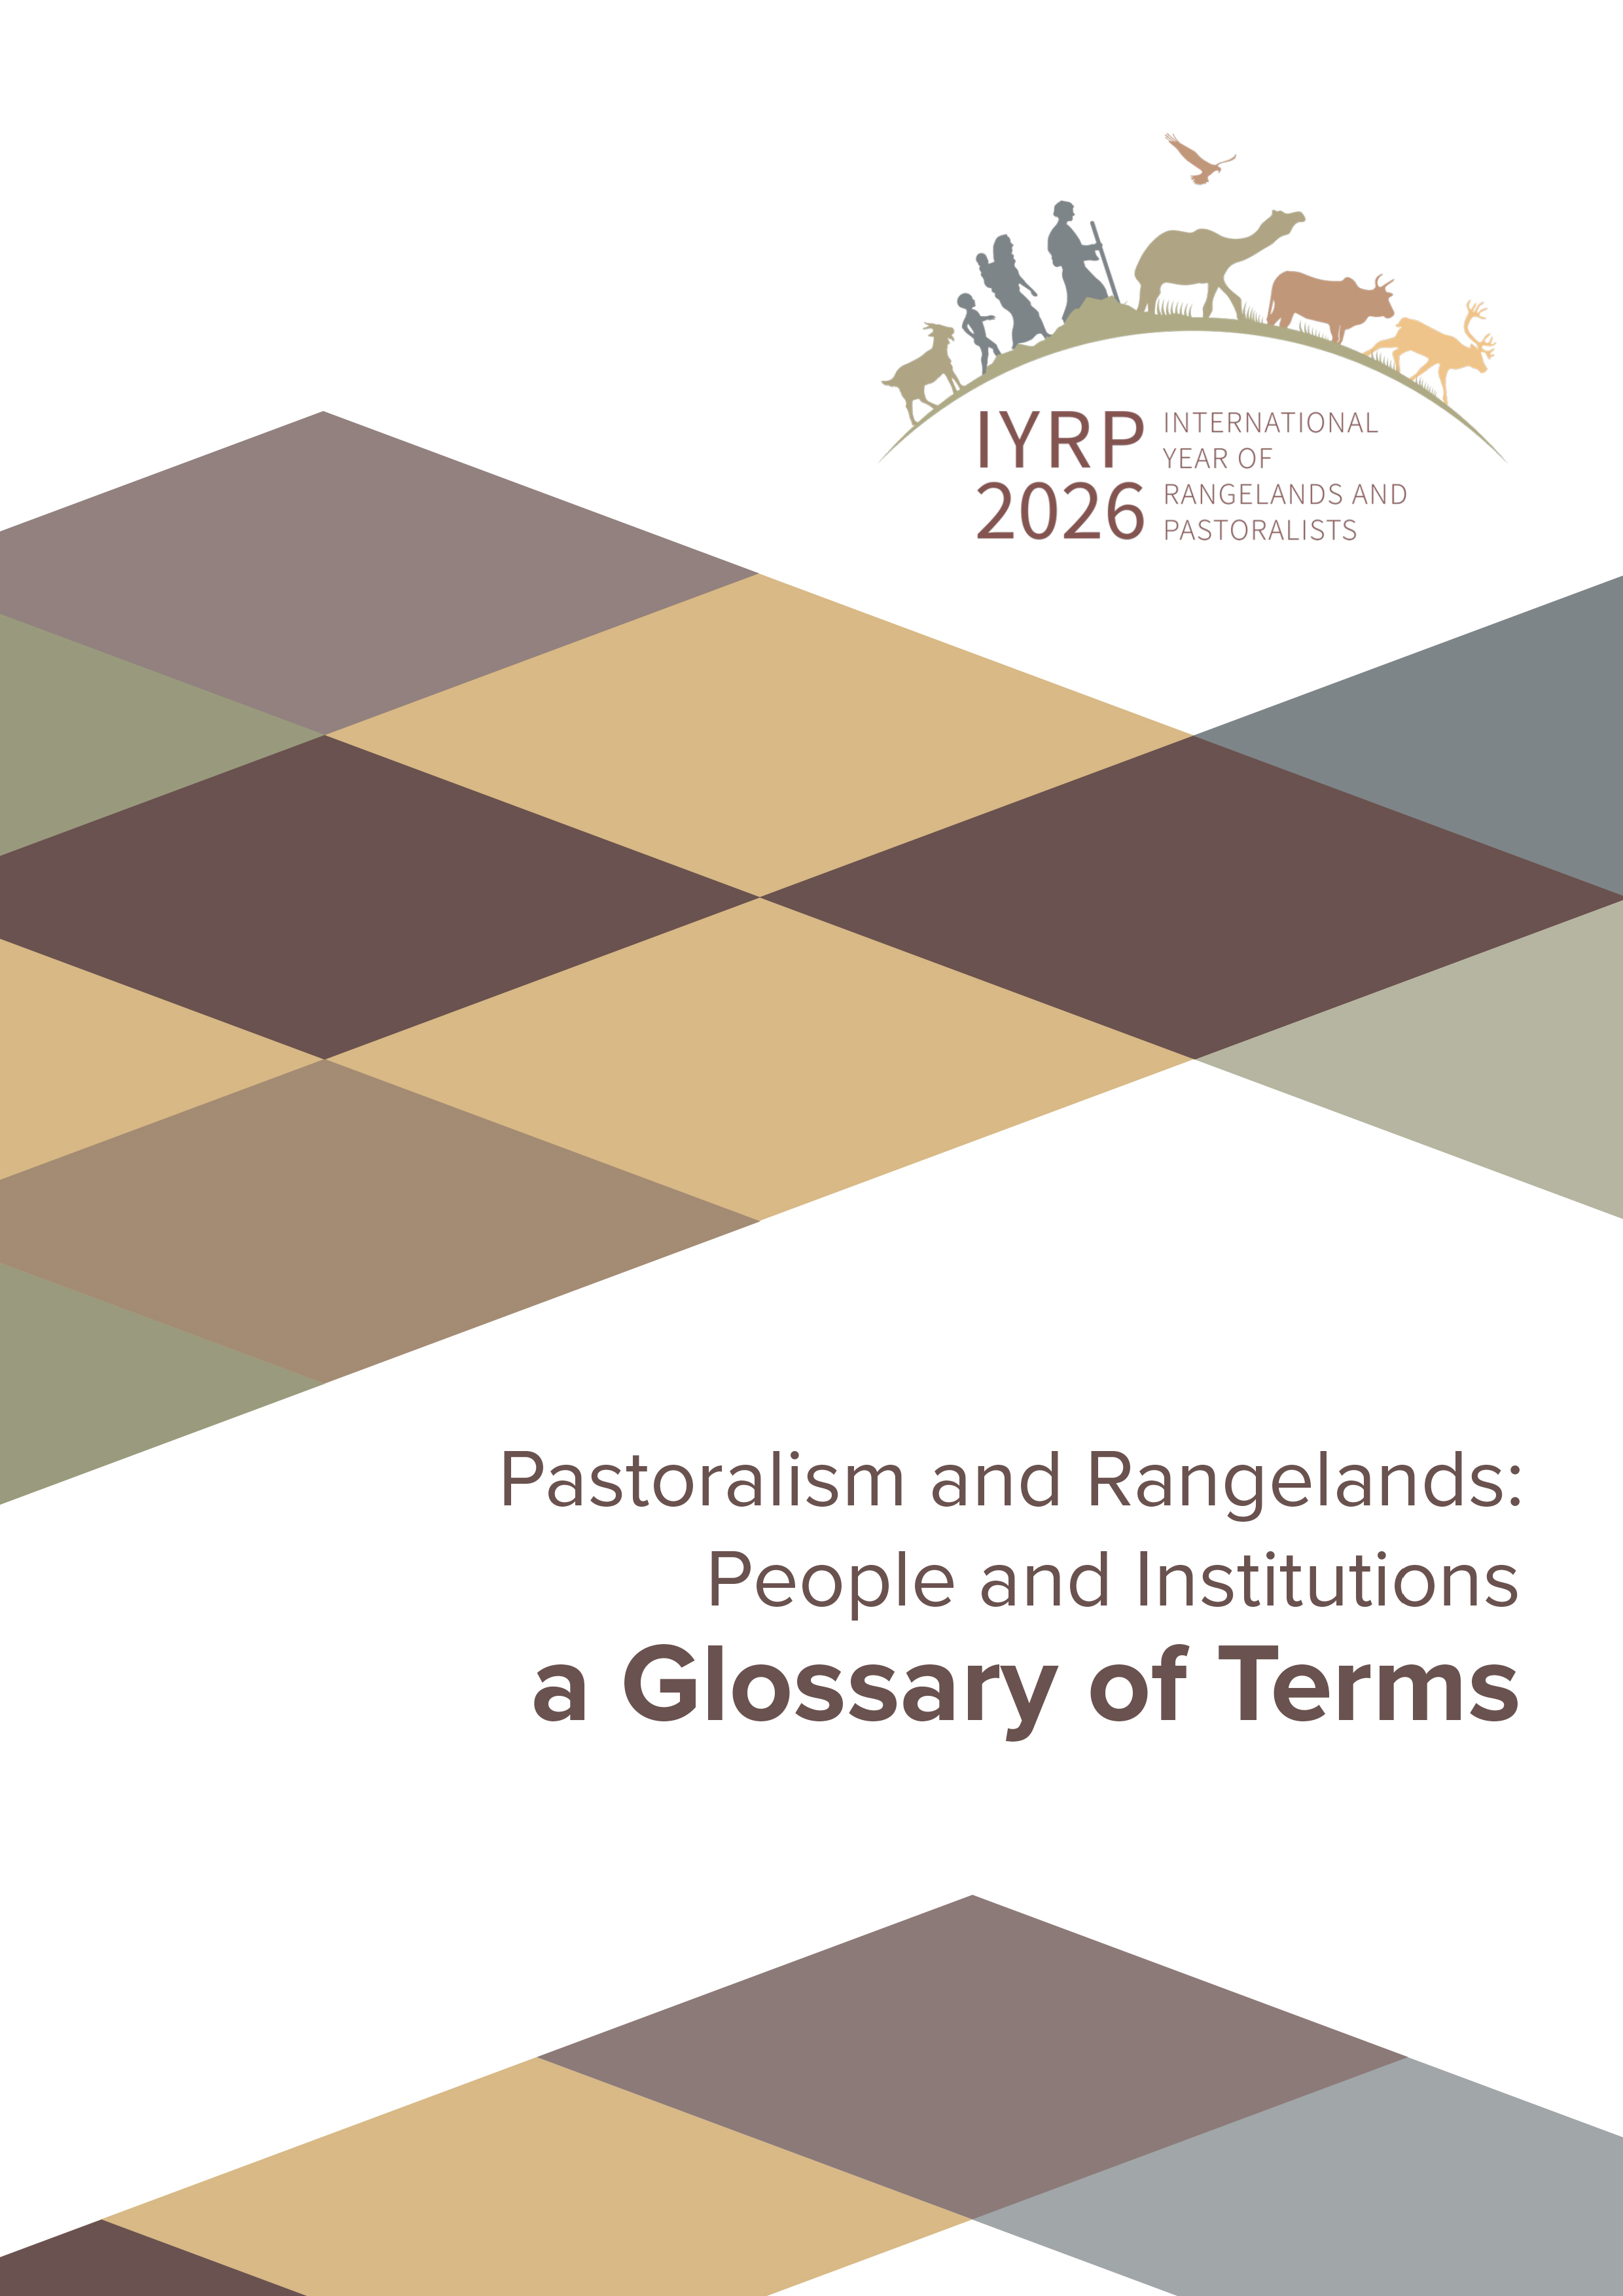 IYRP
2026
INTERNATIONAL
YEAR OF
RANGELANDS AND
PASTORALISTS
Pastoralism and Rangelands:
People and Institutions
a Glossary of Terms